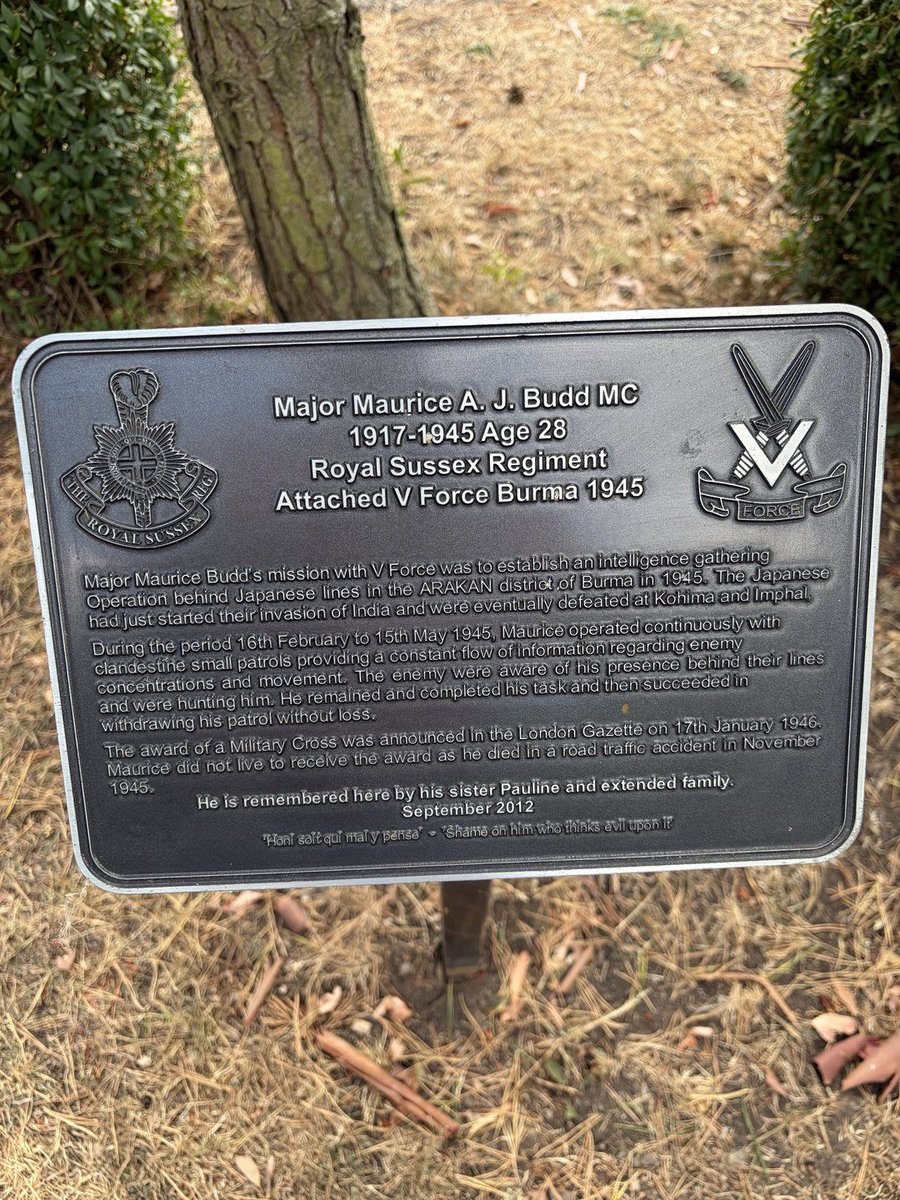 Major Maurice A. J. Budd MC
1917-1945 Age 28
Royal Sussex Regiment
Attached V Force Burma 1945
THE ROYAL SUSSEX REGT
V
FORCE
Major Maurice Budd's mission with V Force was to establish an intelligence gathering
Operation behind Japanese lines in the ARAKAN district of Burma in 1945. The Japanese
had just started their invasion of India and were eventually defeated at Kohima and Imphal.
During the period 16th February to 15th May 1945, Maurice operated continuously with
clandestine small patrols providing a constant flow of information regarding enemy
concentrations and movement. The enemy were aware of his presence behind their lines
and were hunting him. He remained and completed his task and then succeeded in
withdrawing his patrol without loss.
The award of a Military Cross was announced in the London Gazette on 17th January 1946.
Maurice did not live to receive the award as he died in a road traffic accident in November
1945.
He is remembered here by his sister Pauline and extended family.
September 2012
'Honi soit qui mal y pense' - 'Shame on him who thinks evil upon it'